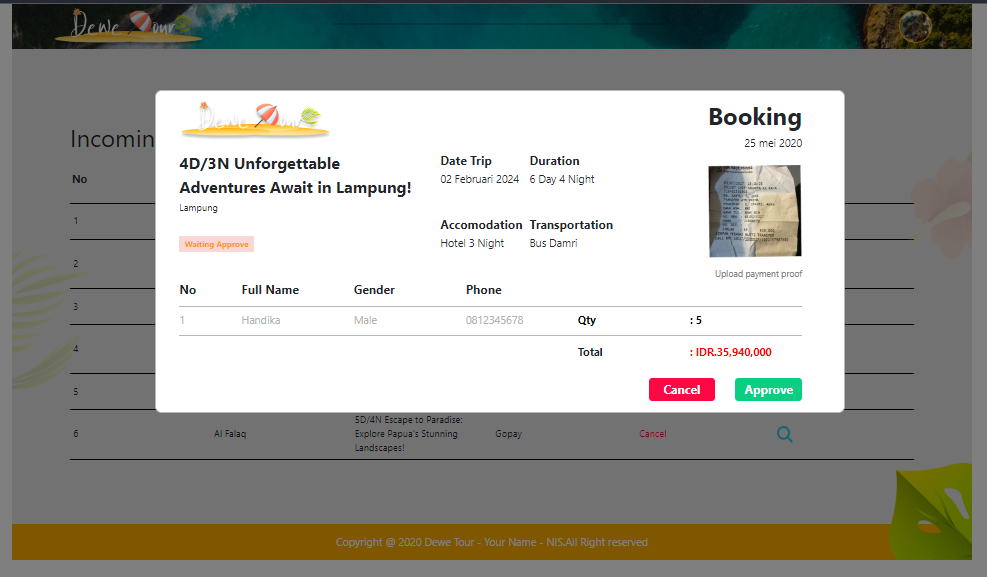 Dewe Tour
Dewe Tour
Booking
25 mei 2020
4D/3N Unforgettable
Adventures Await in Lampung!
Lampung
Waiting Approve
Date Trip Duration
02 Februari 2024 6 Day 4 Night
Accomodation Transportation
Hotel 3 Night Bus Damri
Upload payment proof
No Full Name Gender Phone
1 Handika Male 0812345678 Qty : 5
Total : IDR.35,940,000
Cancel Approve
Incomin
No
1
2
3
4
5
6 Al Falaq 5D/4N Escape to Paradise:
Explore Papua's Stunning
Landscapes! Gopay Cancel
Copyright @ 2020 Dewe Tour - Your Name - NIS.All Right reserved